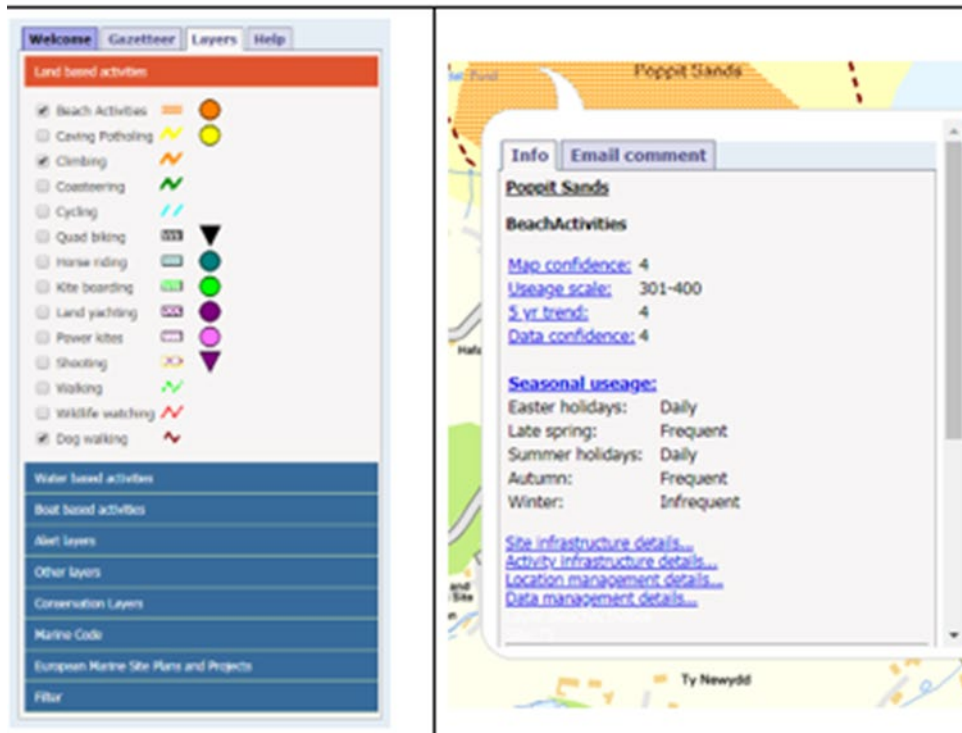 Welcome Gazetteer Layers Help
Land based activities
Beach Activities
Caving Potholing
Climbing
Coasteering
Cycling
Quad biking
Horse riding
Kite boarding
Land yachting
Power kites
Shooting
Walking
Wildlife watching
Dog walking
Water based activities
Boat based activities
Alert layers
Other layers
Conservation Layers
Marine Code
European Marine Site Plans and Projects
Filter
Poppit Sands
Info Email comment
Poppit Sands
BeachActivities
Map confidence: 4
Useage scale: 301-400
5 yr trend: 4
Data confidence: 4
Seasonal useage:
Easter holidays: Daily
Late spring: Frequent
Summer holidays: Daily
Autumn: Frequent
Winter: Infrequent
Site infrastructure details...
Activity infrastructure details...
Location management details...
Data management details...
and
Site
Ty Newydd